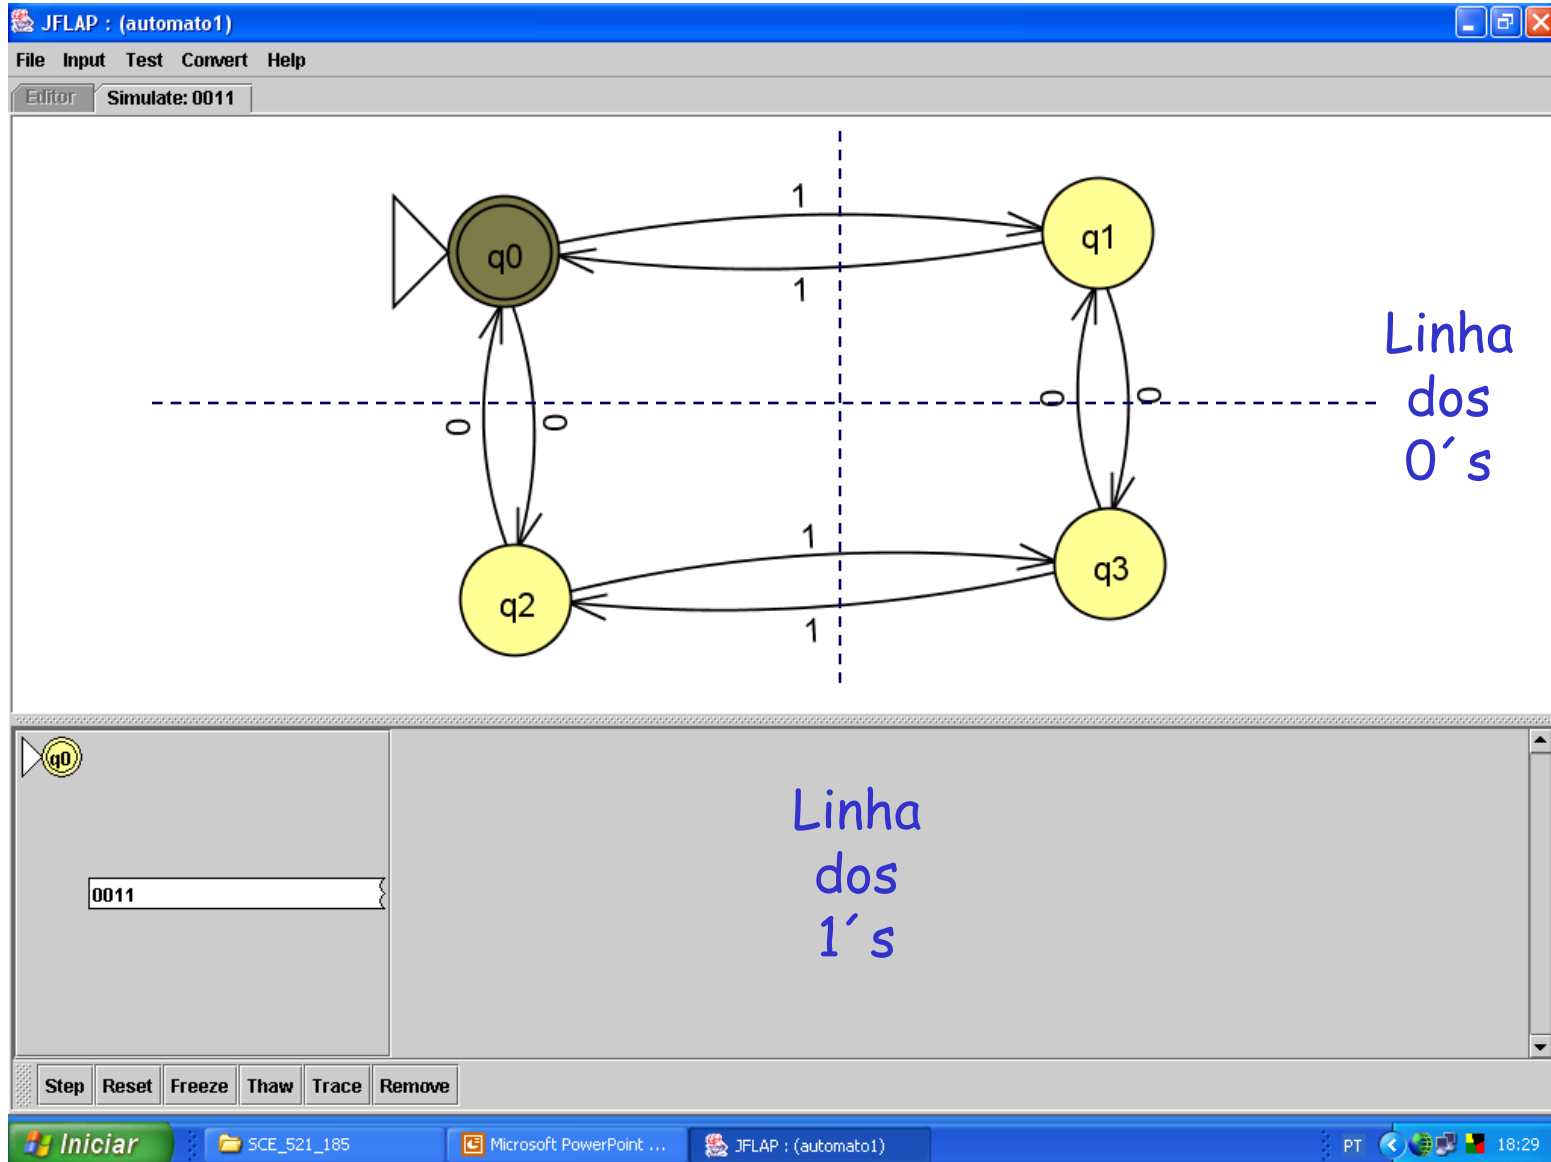 JFLAP : (automato1)
File Input Test Convert Help
Editor Simulate: 0011
1
q0
q1
1
Linha
dos
0´s
0
0
0
0
1
q2
q3
1
q0
0011
Linha
dos
1´s
Step Reset Freeze Thaw Trace Remove
Iniciar SCE_521_185 Microsoft PowerPoint ... JFLAP : (automato1) PT 18:29